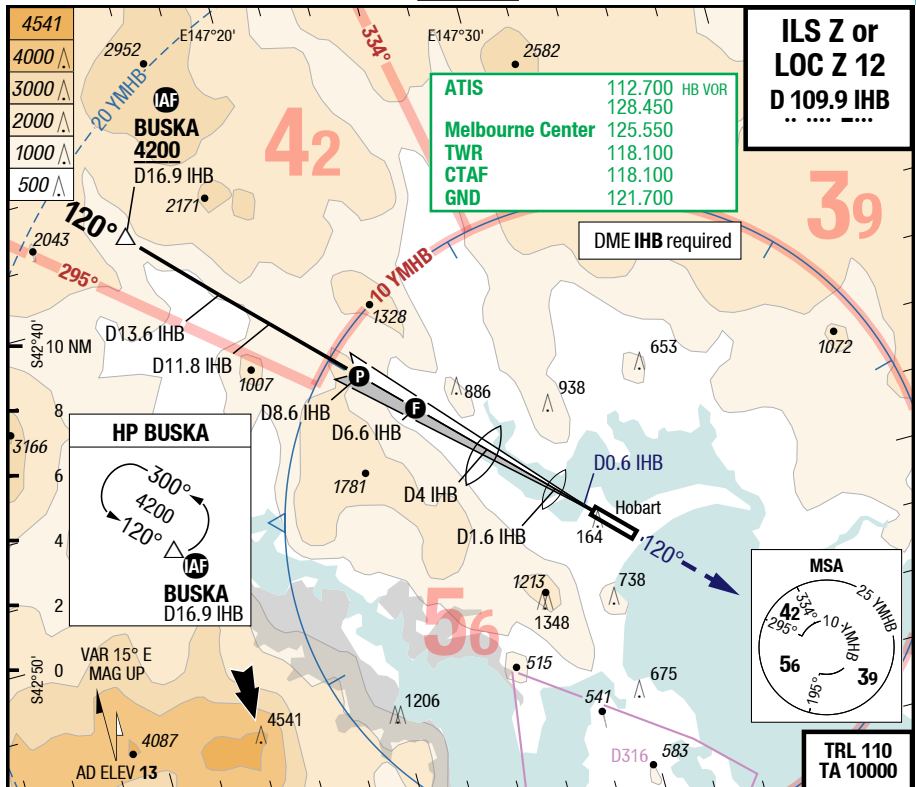 4541
4000
3000
2000
1000
500
2952
E147°20'
334°
E147°30'
2582
20 YMHB
IAF
BUSKA
4200
D16.9 IHB
2171
42
ATIS 112.700 HB VOR
128.450
Melbourne Center 125.550
TWR 118.100
CTAF 118.100
GND 121.700
ILS Z or
LOC Z 12
D 109.9 IHB
.. .... –...
39
DME IHB required
120°
2043
295°
10 YMHB
1328
D13.6 IHB
D11.8 IHB
S42°40'
10 NM
1007
653
1072
P
886
938
D8.6 IHB
F
D6.6 IHB
8
3166
HP BUSKA
300°
4200
120°
IAF
BUSKA
D16.9 IHB
6
1781
D4 IHB
D0.6 IHB
Hobart
D1.6 IHB
164
120°
4
1213
1348
738
2
56
MSA
42
334°
295°
10 YMHB
25 YMHB
56
39
195°
S42°50'
0
515
VAR 15° E
MAG UP
675
541
1206
4541
4087
AD ELEV 13
D316
583
TRL 110
TA 10000